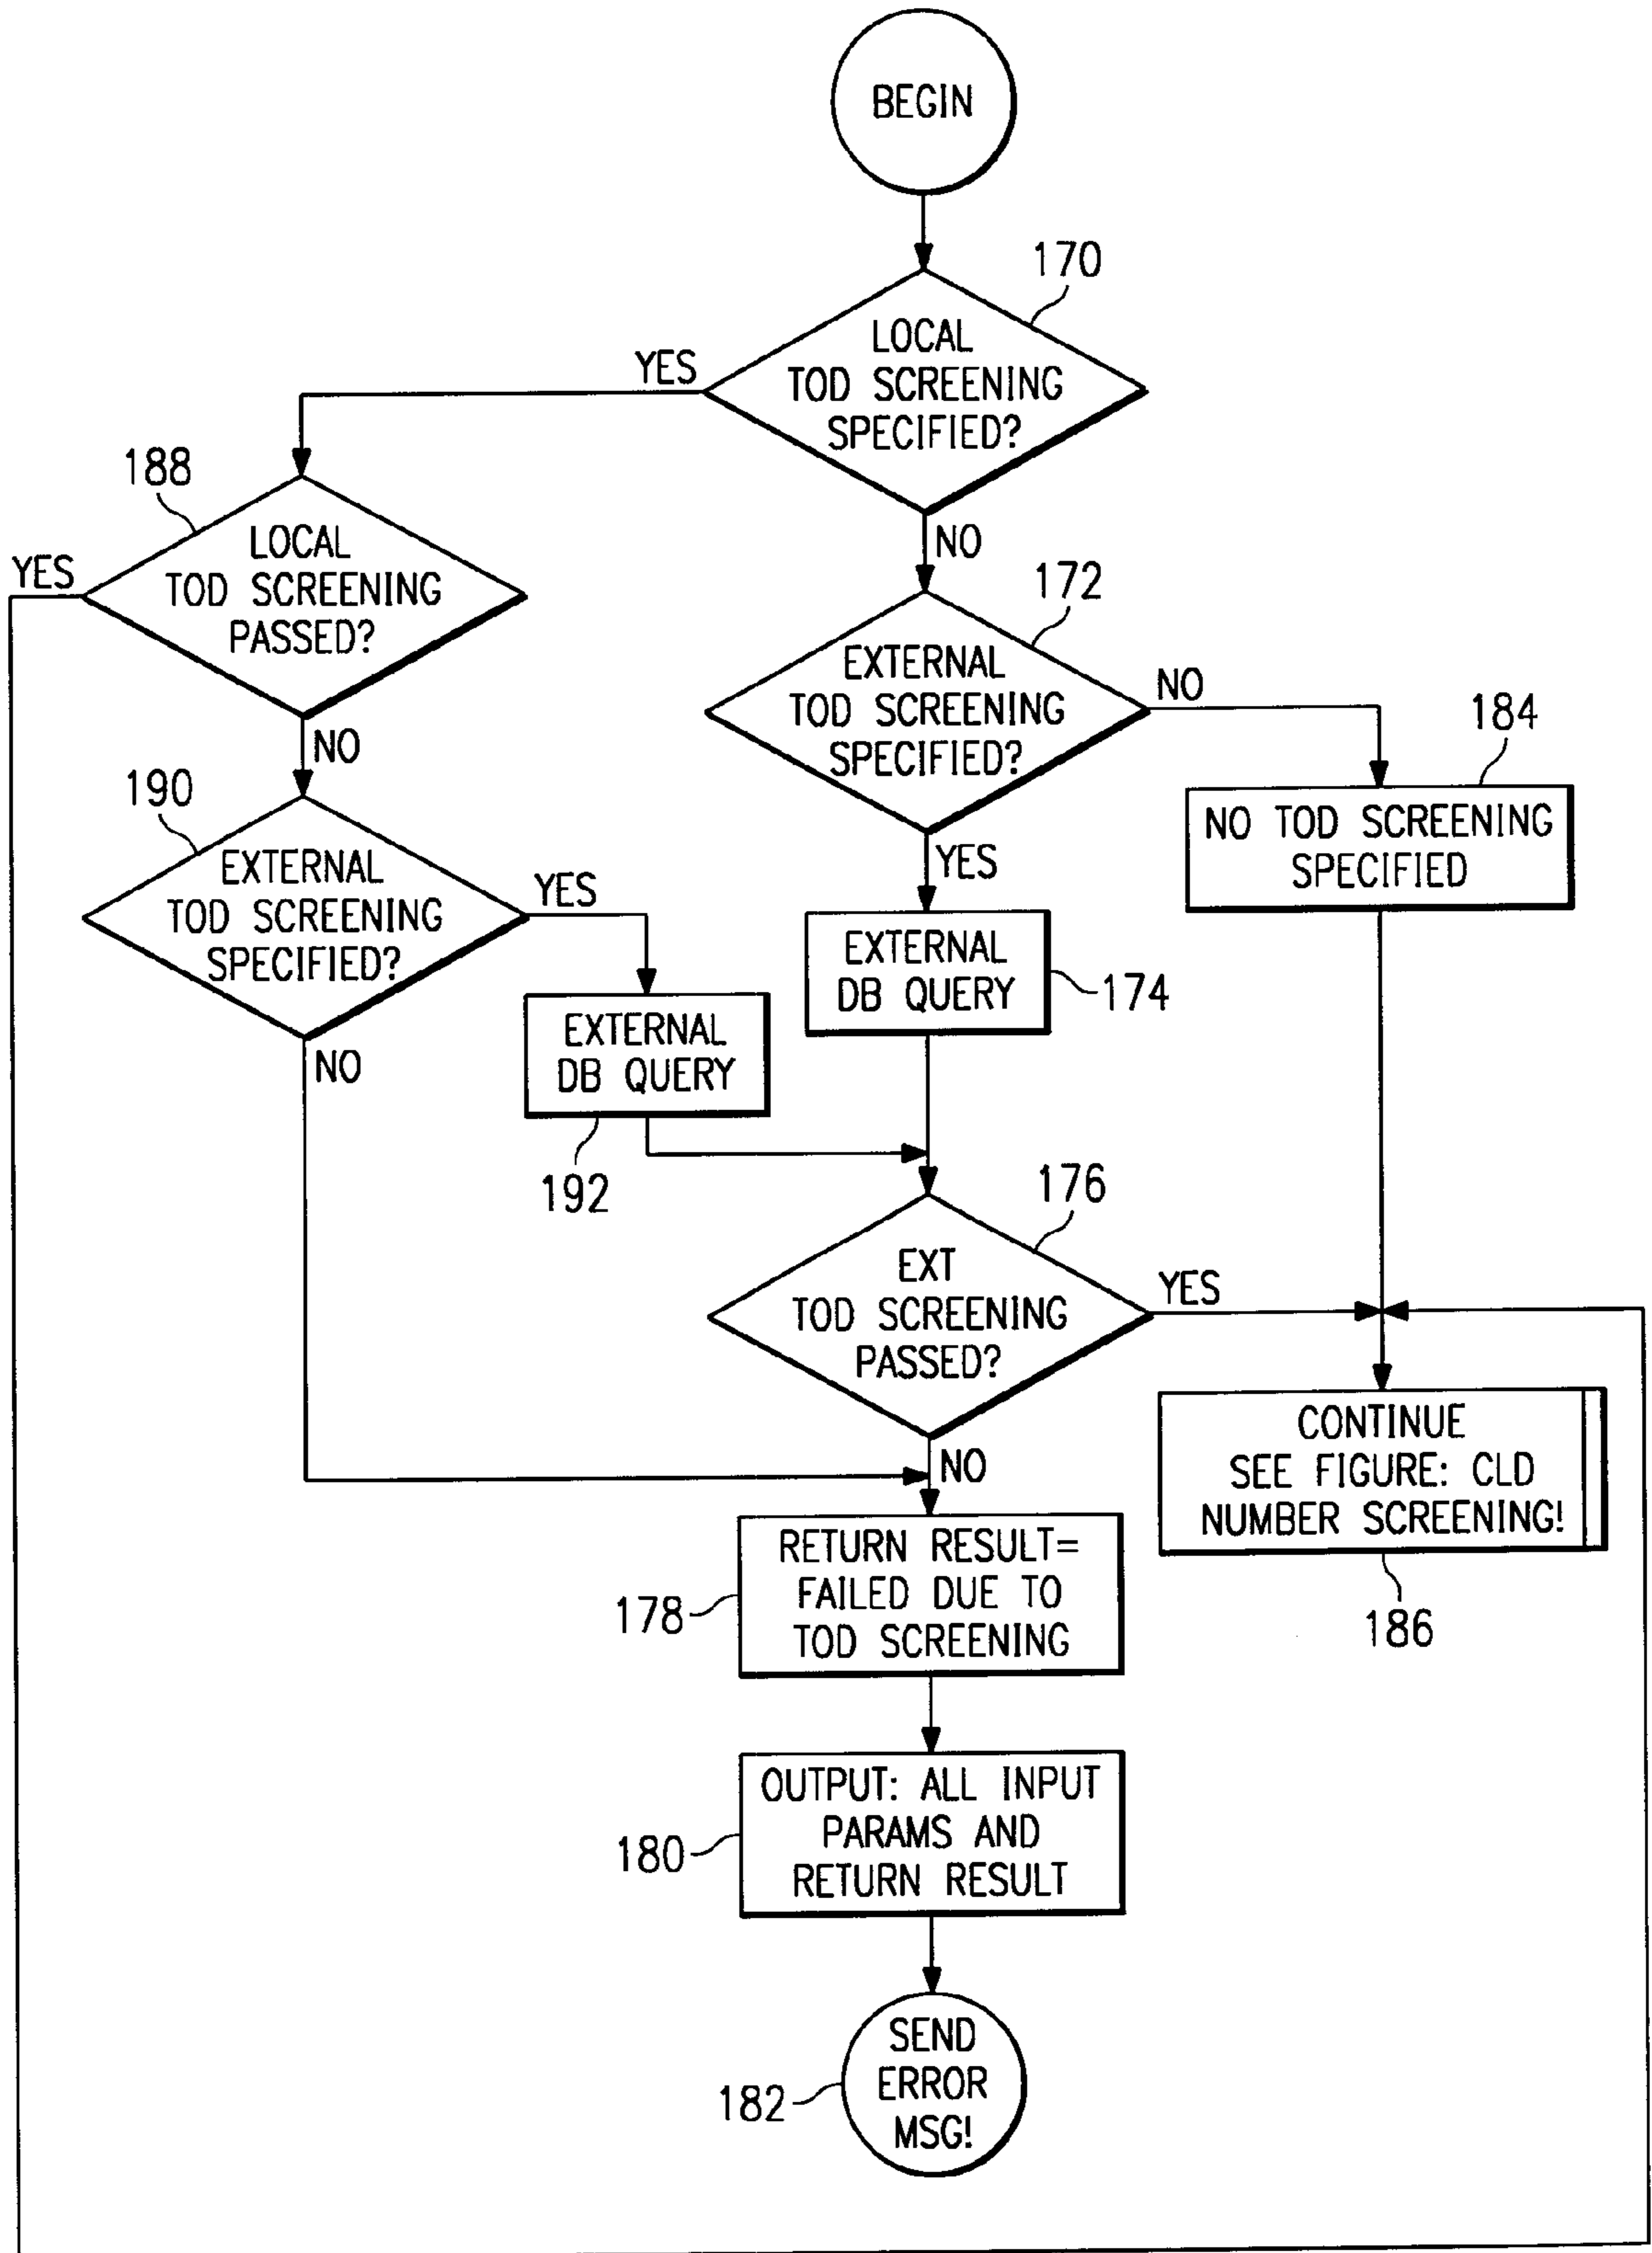 BEGIN
170
LOCAL
TOD SCREENING
SPECIFIED?
YES
NO
188
LOCAL
TOD SCREENING
PASSED?
YES
NO
172
EXTERNAL
TOD SCREENING
SPECIFIED?
NO
YES
184
NO TOD SCREENING
SPECIFIED
190
EXTERNAL
TOD SCREENING
SPECIFIED?
YES
NO
EXTERNAL
DB QUERY
174
EXTERNAL
DB QUERY
192
176
EXT
TOD SCREENING
PASSED?
YES
NO
CONTINUE
SEE FIGURE: CLD
NUMBER SCREENING!
186
RETURN RESULT=
FAILED DUE TO
TOD SCREENING
178
OUTPUT: ALL INPUT
PARAMS AND
RETURN RESULT
180
SEND
ERROR
MSG!
182